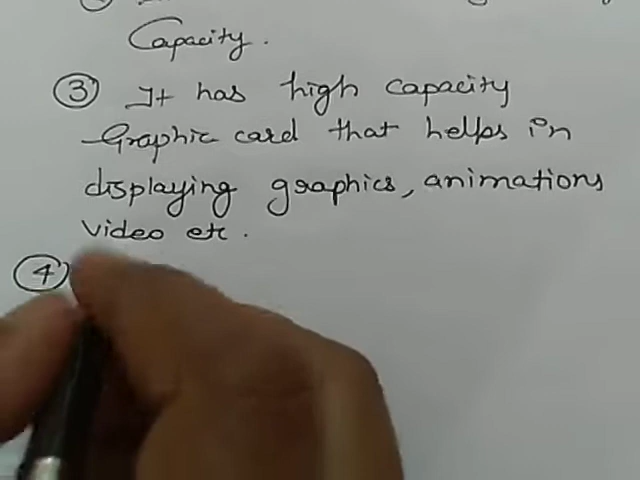 Capacity.
③ It has high capacity
Graphic card that helps in
displaying graphics, animations
video etc.
④